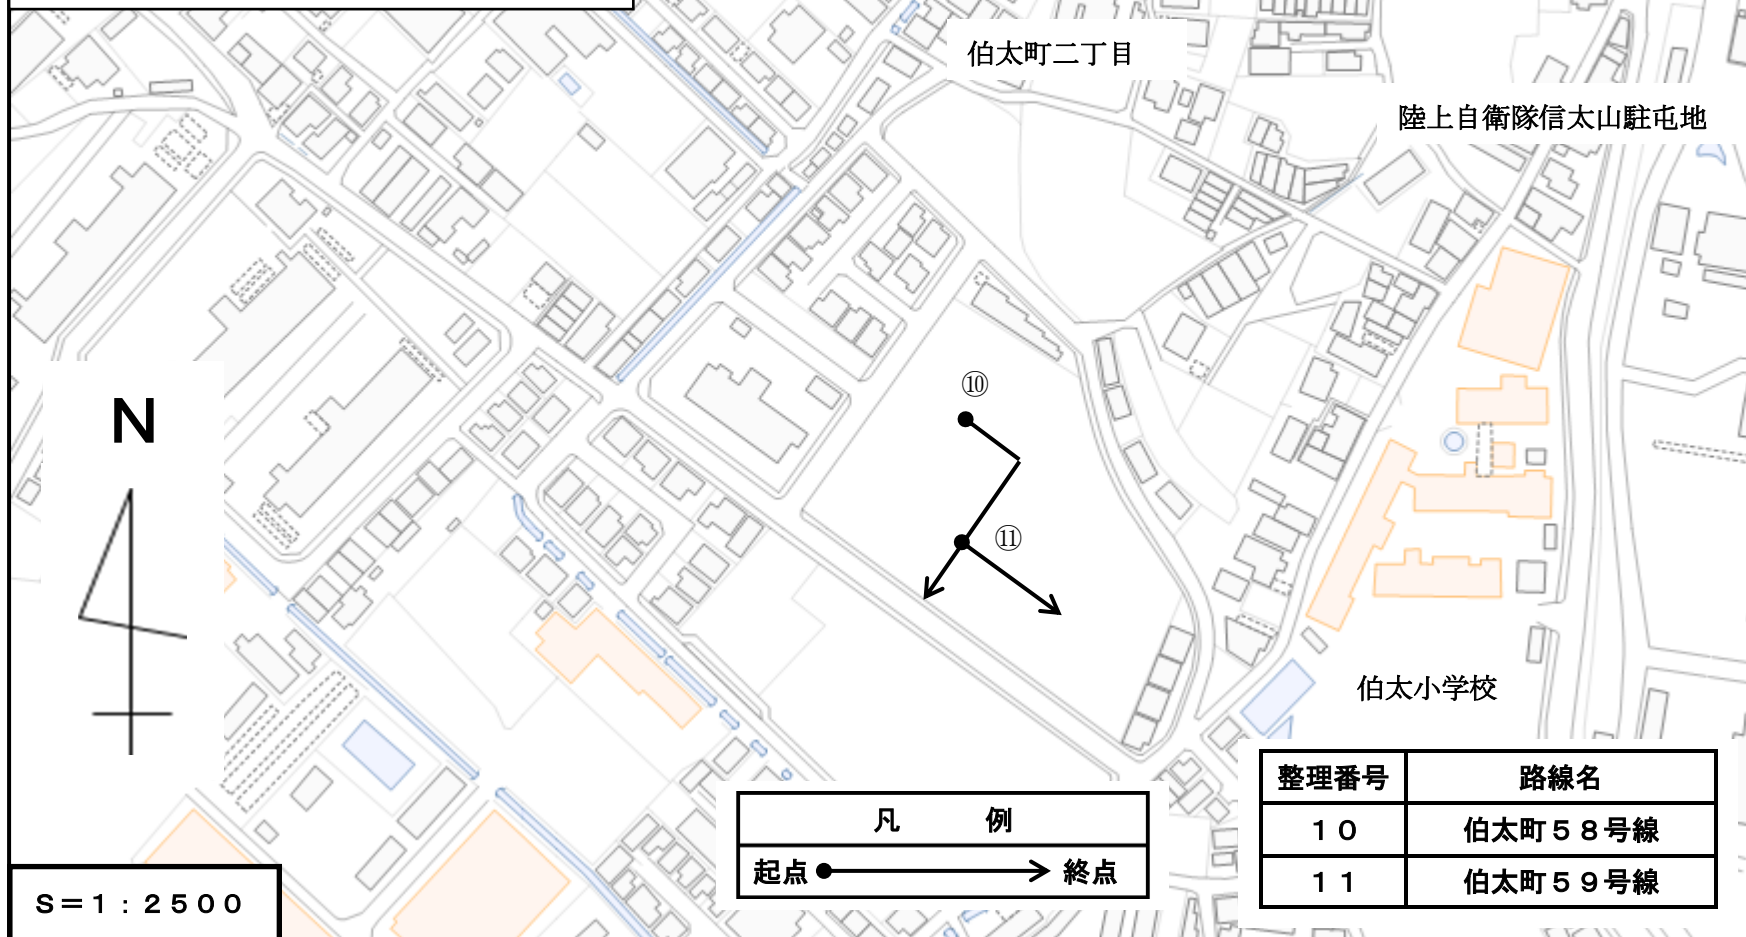 伯太町二丁目
陸上自衛隊信太山駐屯地
⑩
N
⑪
伯太小学校
整理番号 路線名
１０ 伯太町５８号線
１１ 伯太町５９号線
凡 例
起点 終点
Ｓ＝１：２５００